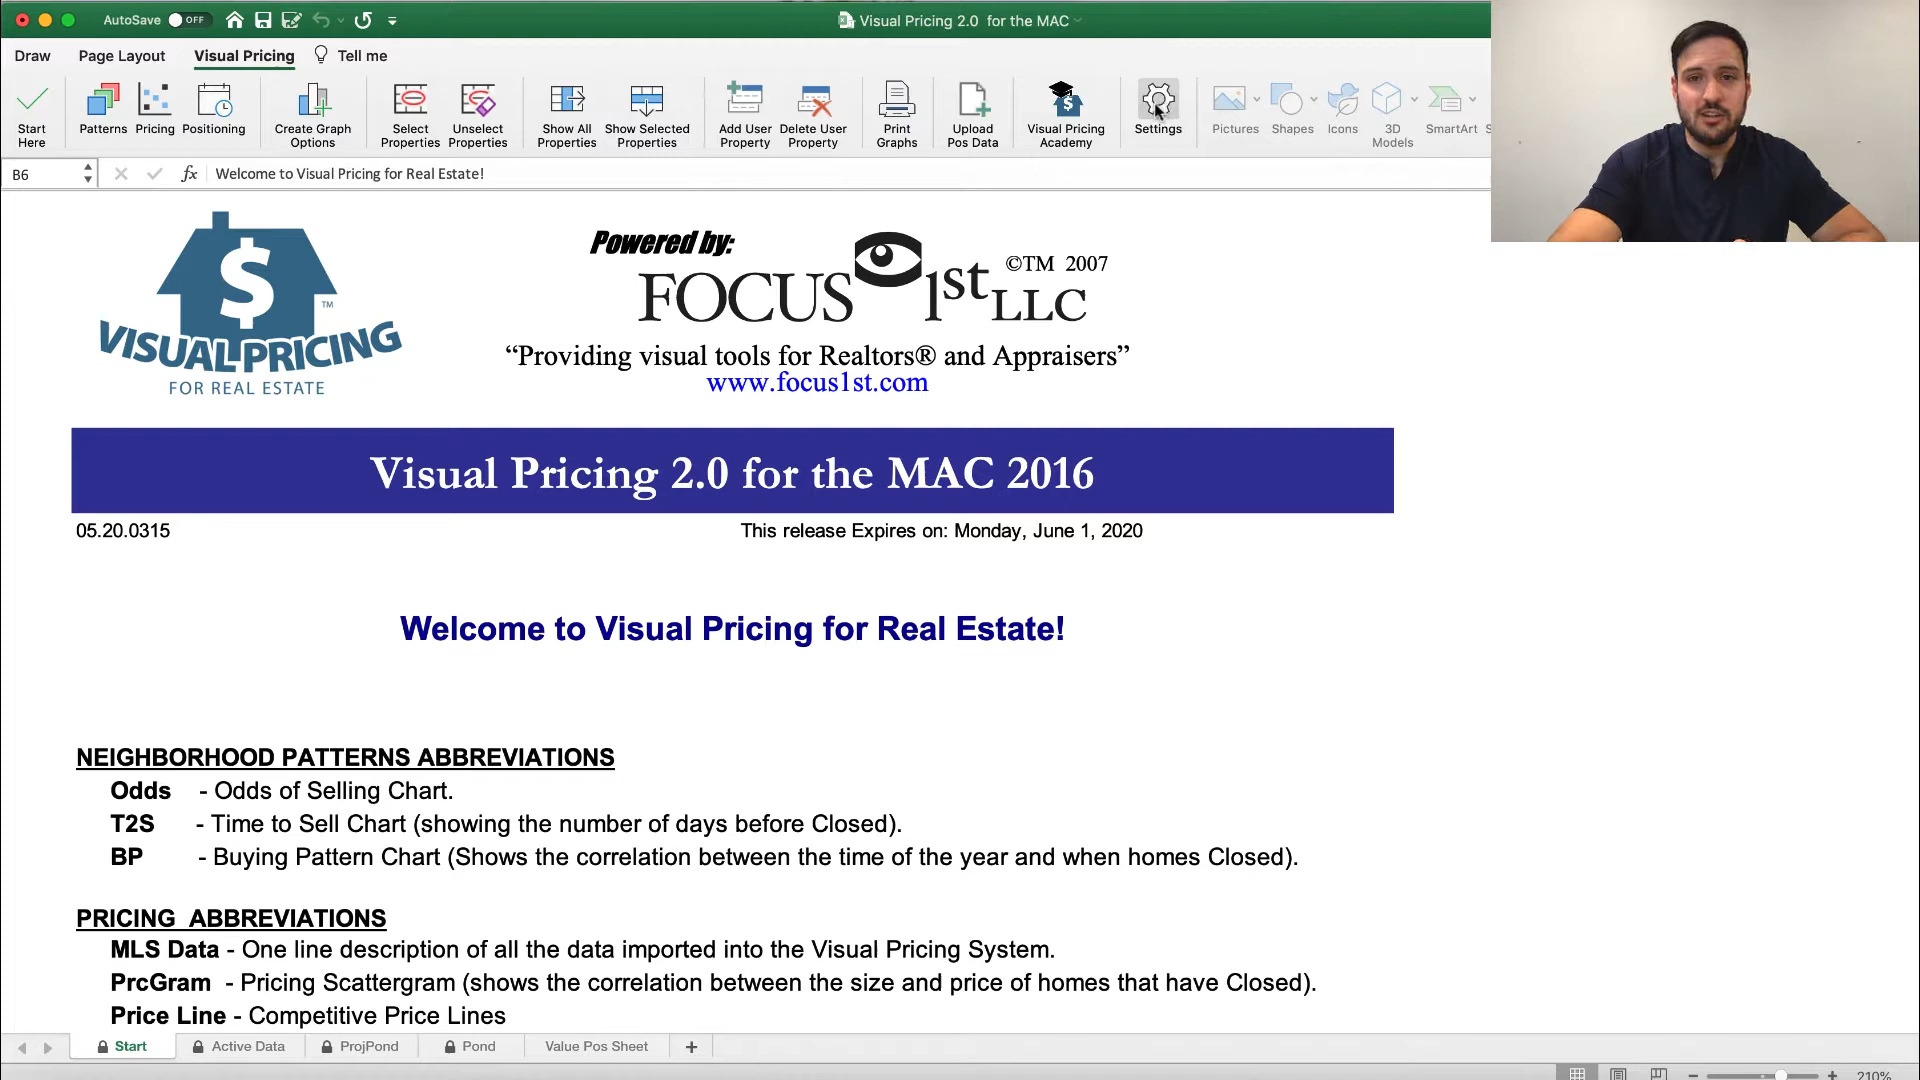 AutoSave OFF
Visual Pricing 2.0 for the MAC
Draw Page Layout Visual Pricing Tell me
Start Here
Patterns
Pricing
Positioning
Create Graph Options
Select Properties
Unselect Properties
Show All Properties
Show Selected Properties
Add User Property
Delete User Property
Print Graphs
Upload Pos Data
Visual Pricing Academy
Settings
Pictures
Shapes
Icons
3D Models
SmartArt
B6
fx Welcome to Visual Pricing for Real Estate!
$
VISUAL PRICING TM
FOR REAL ESTATE
Powered by:
FOCUS 1st LLC ©TM 2007
“Providing visual tools for Realtors® and Appraisers”
www.focus1st.com
Visual Pricing 2.0 for the MAC 2016
05.20.0315 This release Expires on: Monday, June 1, 2020
Welcome to Visual Pricing for Real Estate!
NEIGHBORHOOD PATTERNS ABBREVIATIONS
Odds - Odds of Selling Chart.
T2S - Time to Sell Chart (showing the number of days before Closed).
BP - Buying Pattern Chart (Shows the correlation between the time of the year and when homes Closed).
PRICING ABBREVIATIONS
MLS Data - One line description of all the data imported into the Visual Pricing System.
PrcGram - Pricing Scattergram (shows the correlation between the size and price of homes that have Closed).
Price Line - Competitive Price Lines
Start Active Data ProjPond Pond Value Pos Sheet +
210%